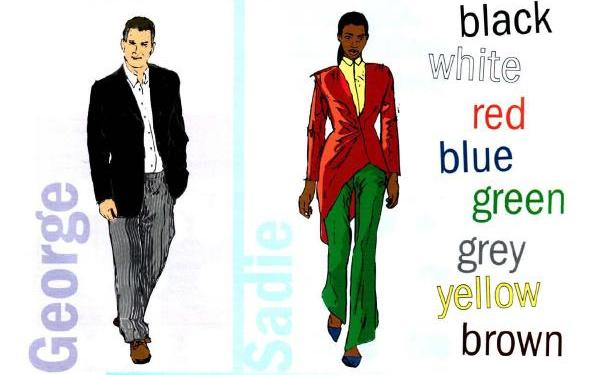 George
Sadie
black
white
red
blue
green
grey
yellow
brown